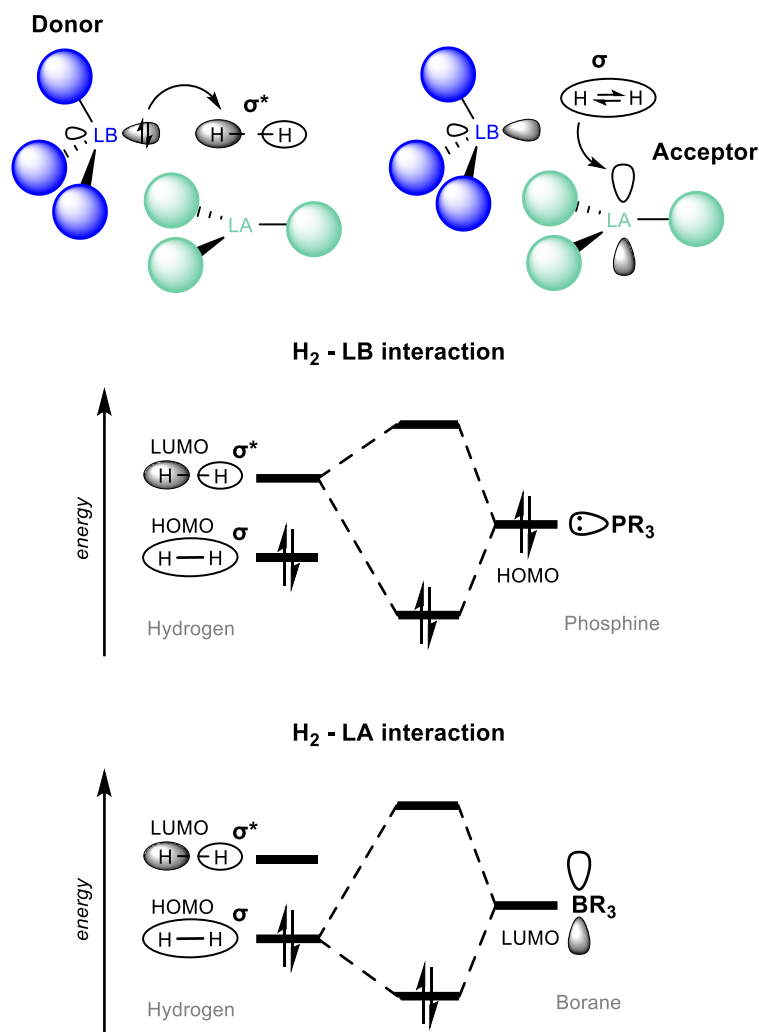 Donor
σ*
LB
H H
LA
σ
H ⇌ H
LB
Acceptor
LA
H₂ - LB interaction
energy
LUMO
σ*
H H
HOMO
σ
H H
Hydrogen
HOMO
:PR₃
Phosphine
H₂ - LA interaction
energy
LUMO
σ*
H H
HOMO
σ
H H
Hydrogen
LUMO
BR₃
Borane